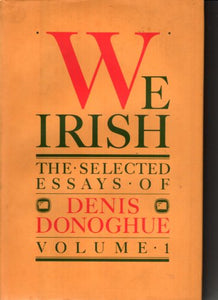 WE
IRISH
THE·SELECTED
ESSAYS·OF
DENIS
DONOGHUE
VOLUME·1